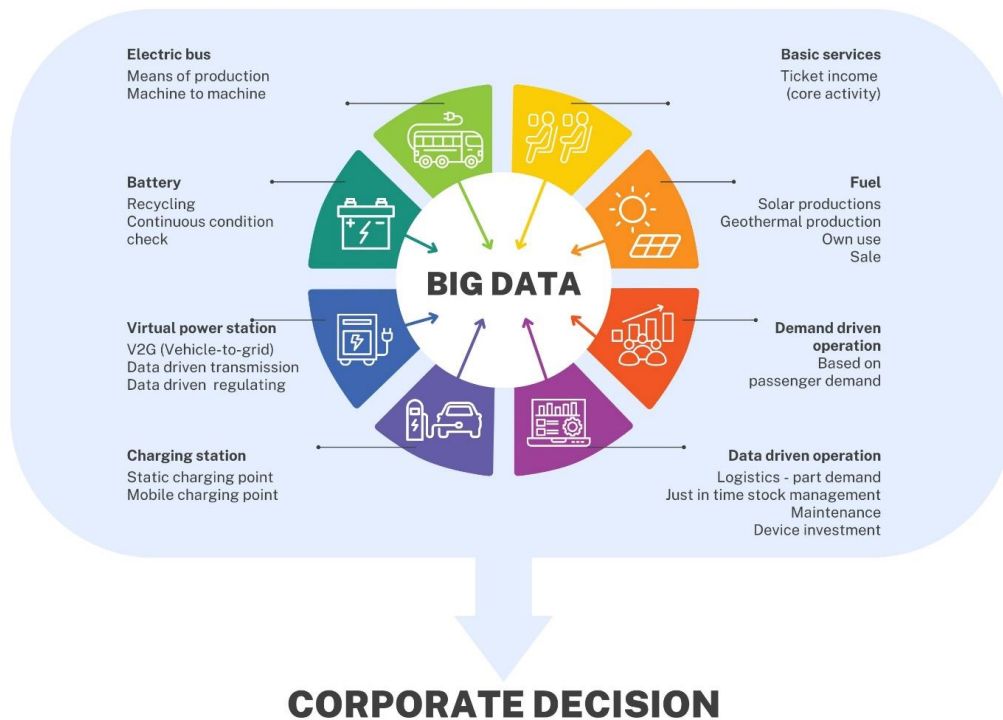 Electric bus
Means of production
Machine to machine
Basic services
Ticket income
(core activity)
Battery
Recycling
Continuous condition
check
Fuel
Solar productions
Geothermal production
Own use
Sale
BIG DATA
Virtual power station
V2G (Vehicle-to-grid)
Data driven transmission
Data driven regulating
Demand driven
operation
Based on
passenger demand
Charging station
Static charging point
Mobile charging point
Data driven operation
Logistics - part demand
Just in time stock management
Maintenance
Device investment
CORPORATE DECISION